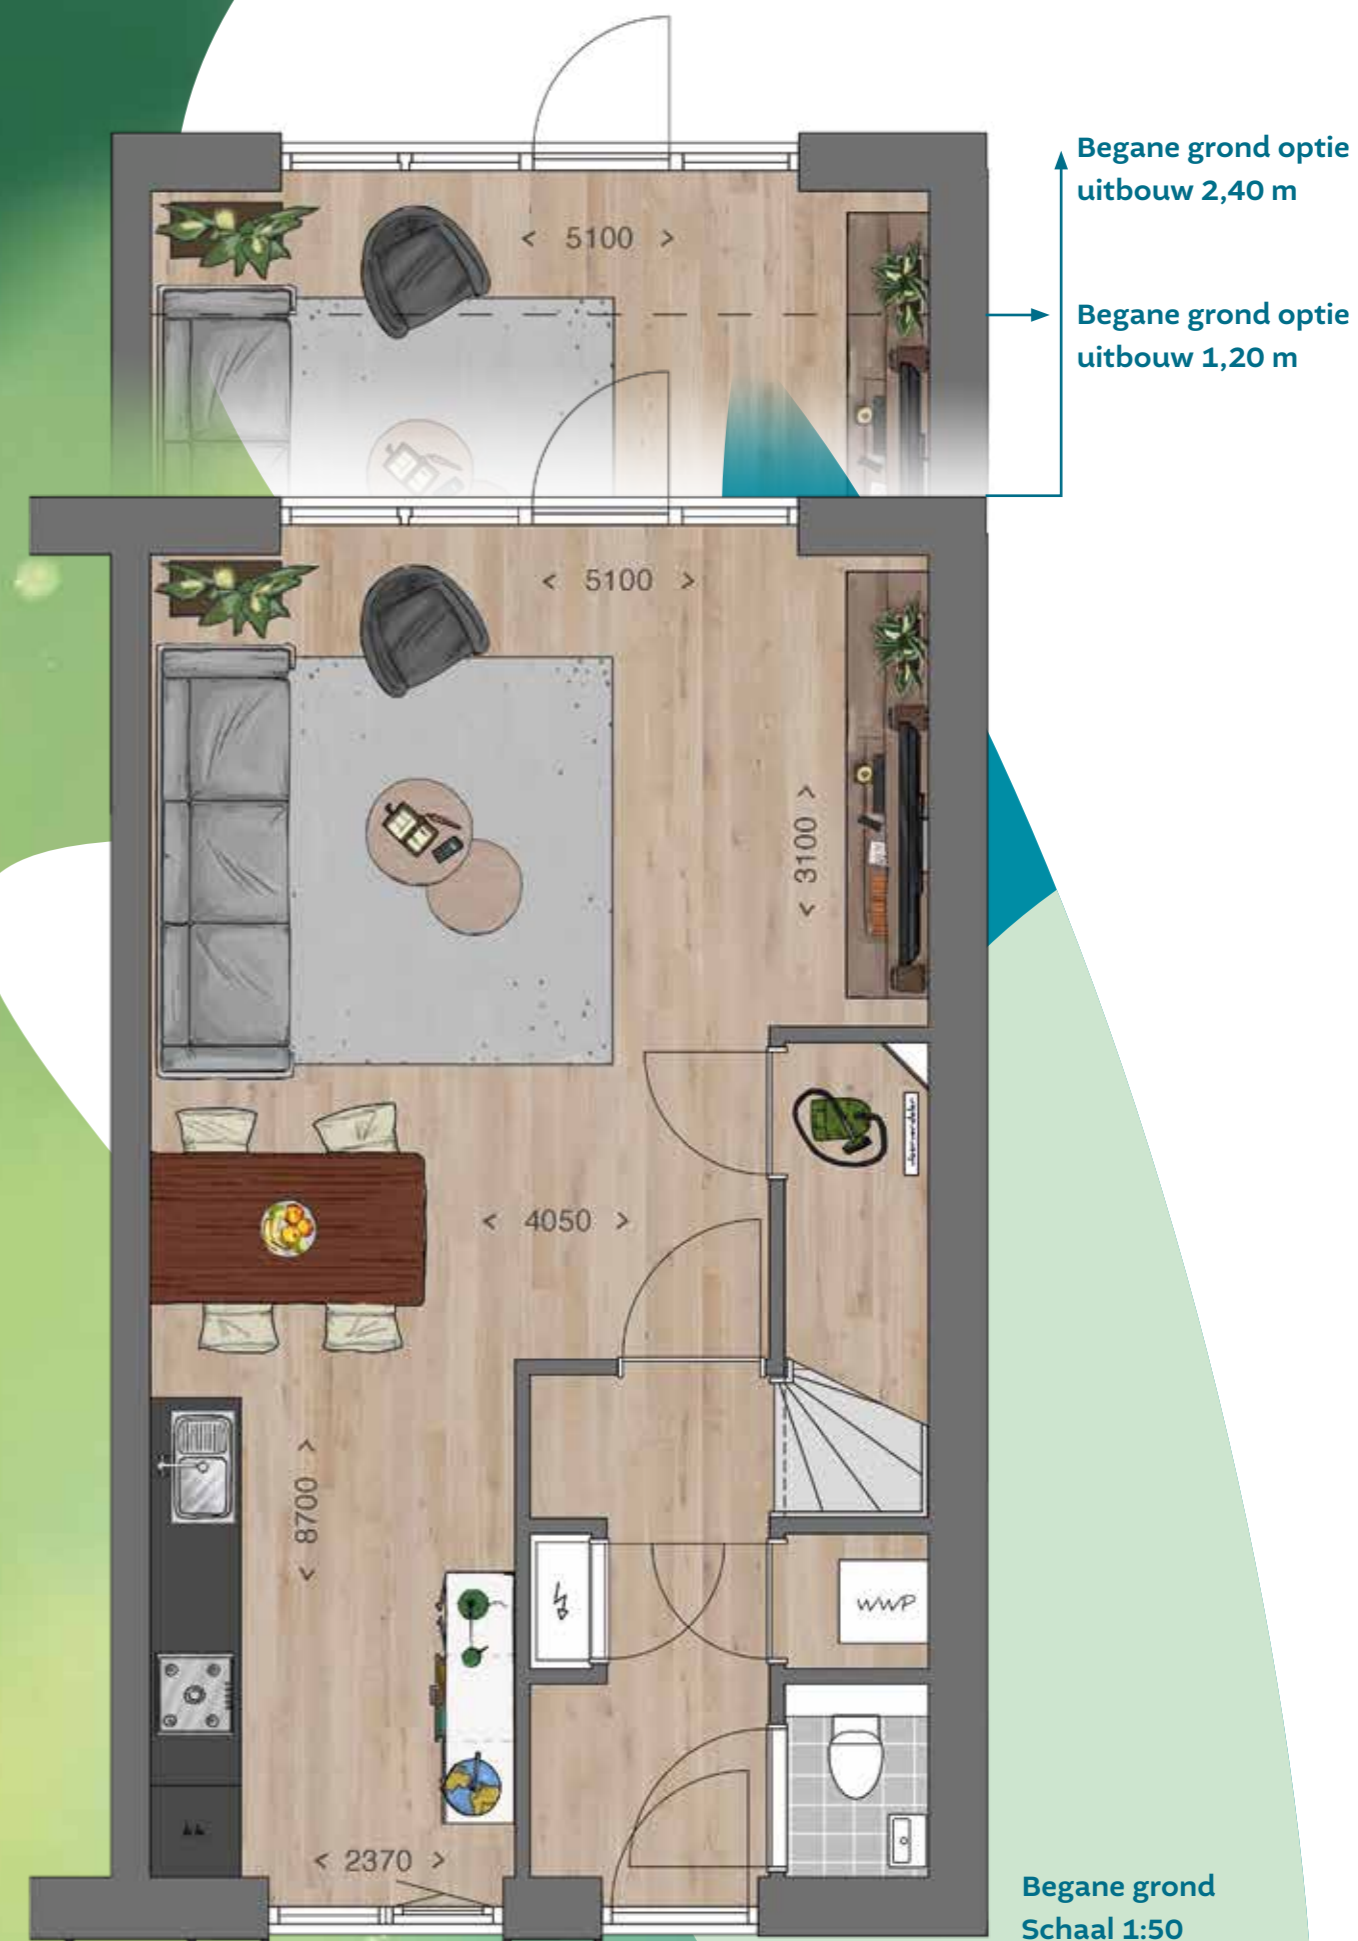 Begane grond optie
uitbouw 2,40 m
< 5100 >
Begane grond optie
uitbouw 1,20 m
< 5100 >
< 3100 >
vloerverdeler
< 4050 >
< 8700 >
WWP
< 2370 >
Begane grond
Schaal 1:50